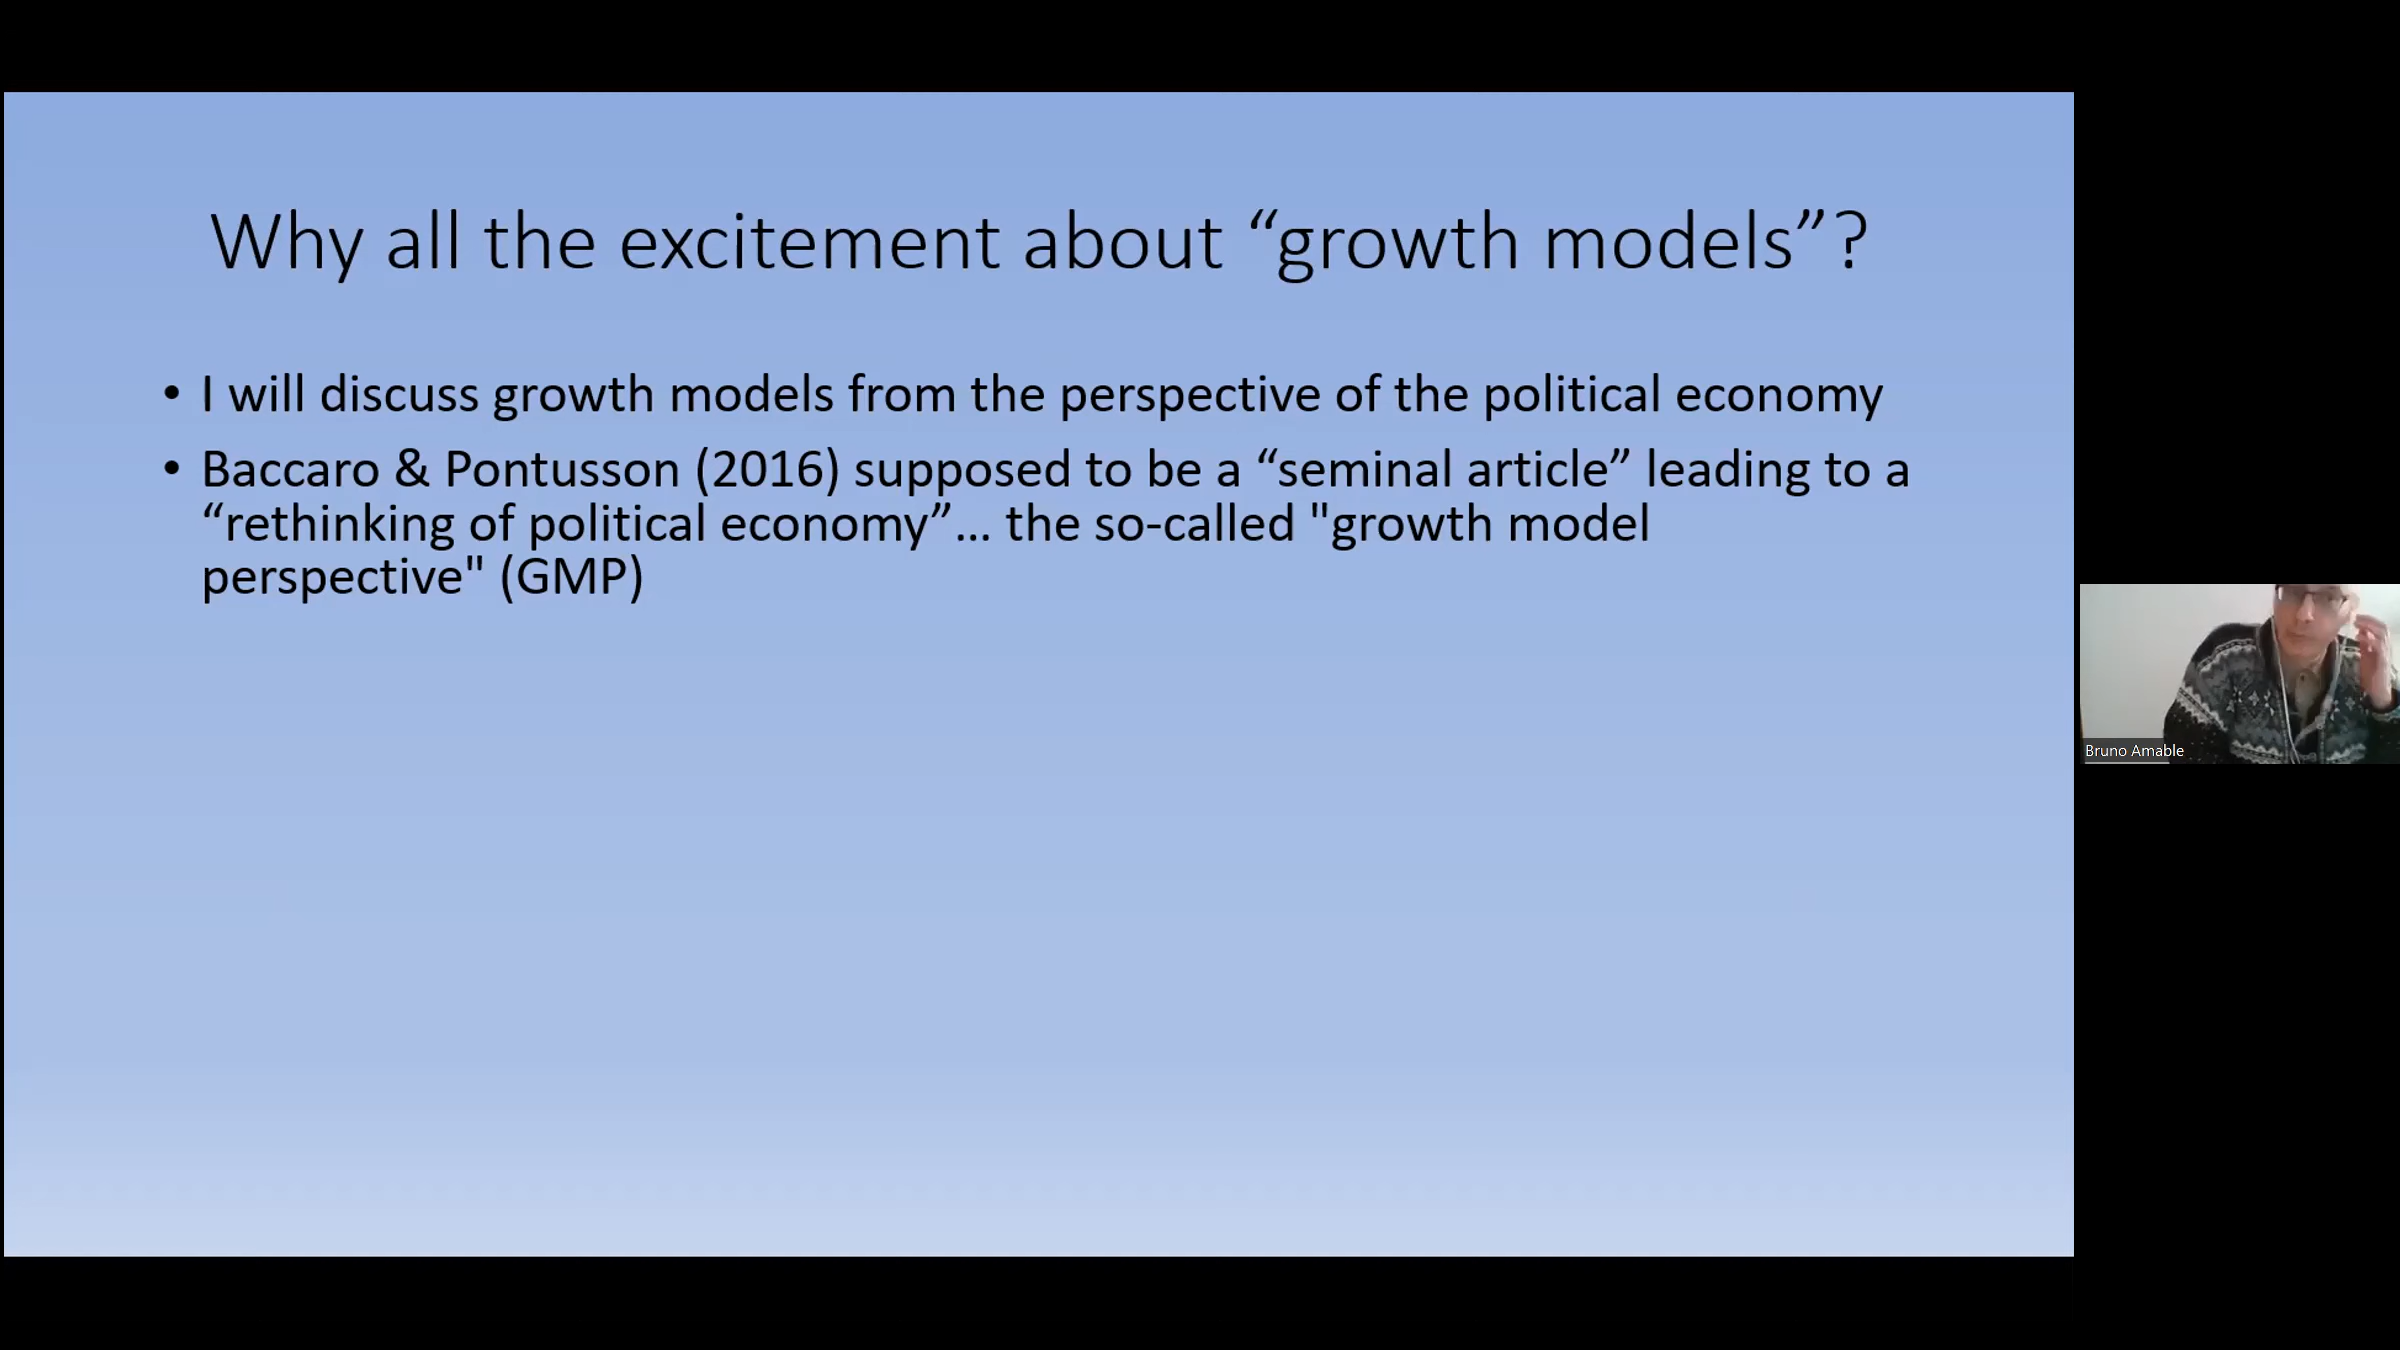 Why all the excitement about “growth models”?
• I will discuss growth models from the perspective of the political economy
• Baccaro & Pontusson (2016) supposed to be a “seminal article” leading to a
“rethinking of political economy”… the so-called "growth model
perspective" (GMP)
Bruno Amable